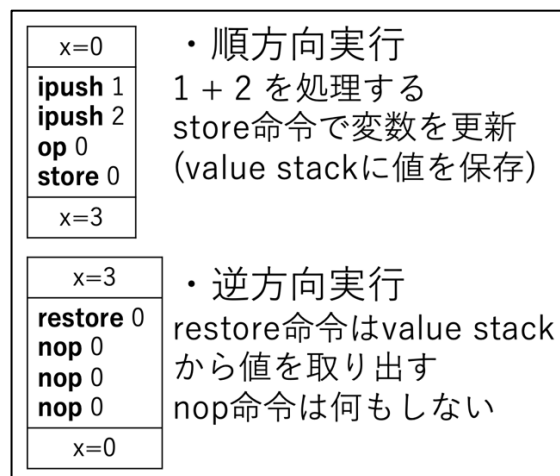 x=0
ipush 1
ipush 2
op 0
store 0
x=3
・順方向実行
1 + 2 を処理する
store命令で変数を更新
(value stackに値を保存)
x=3
restore 0
nop 0
nop 0
nop 0
x=0
・逆方向実行
restore命令はvalue stack
から値を取り出す
nop命令は何もしない